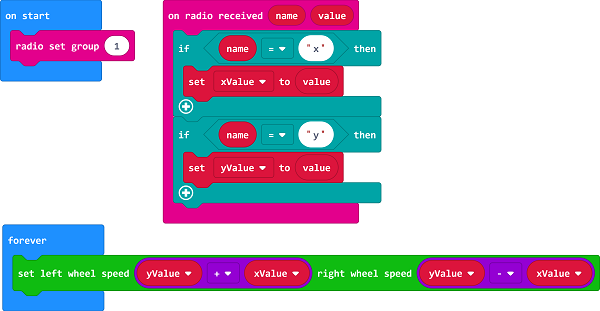 on start
radio set group 1
on radio received name value
if name = "x" then
set xValue to value
if name = "y" then
set yValue to value
forever
set left wheel speed yValue + xValue right wheel speed yValue - xValue